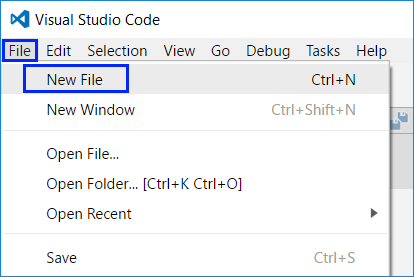 Visual Studio Code
File Edit Selection View Go Debug Tasks Help
New File Ctrl+N
New Window Ctrl+Shift+N
Open File...
Open Folder... [Ctrl+K Ctrl+O]
Open Recent
Save Ctrl+S